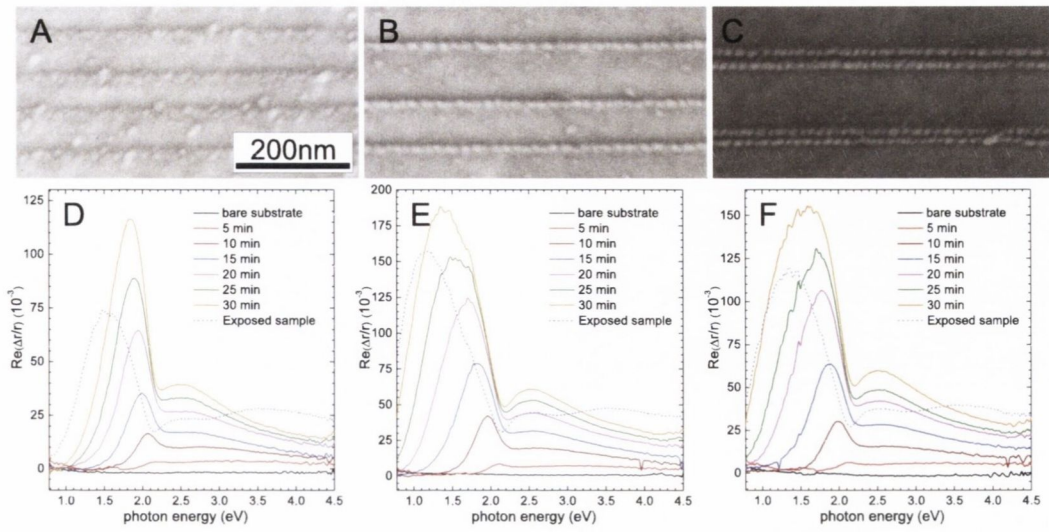 A
B
C
200nm
D
125
100
75
50
25
0
1.0 1.5 2.0 2.5 3.0 3.5 4.0 4.5
photon energy (eV)
Re(Δr/r) (10⁻³)
bare substrate
5 min
10 min
15 min
20 min
25 min
30 min
Exposed sample
E
200
175
150
125
100
75
50
25
0
1.0 1.5 2.0 2.5 3.0 3.5 4.0 4.5
photon energy (eV)
Re(Δr/r) (10⁻³)
bare substrate
5 min
10 min
15 min
20 min
25 min
30 min
Exposed sample
F
150
125
100
75
50
25
0
1.0 1.5 2.0 2.5 3.0 3.5 4.0 4.5
photon energy (eV)
Re(Δr/r) (10⁻³)
bare substrate
5 min
10 min
15 min
20 min
25 min
30 min
Exposed sample